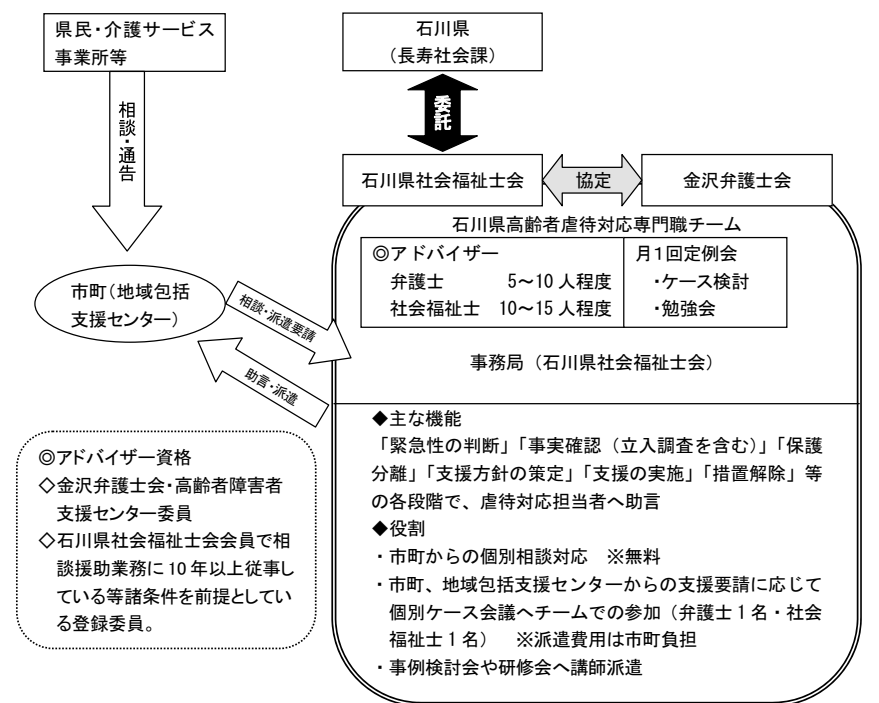 県民・介護サービス
事業所等
石川県
（長寿社会課）
相談・通告
委託
石川県社会福祉士会
協定
金沢弁護士会
石川県高齢者虐待対応専門職チーム
◎アドバイザー
弁護士　5～10人程度
社会福祉士　10～15人程度
月1回定例会
・ケース検討
・勉強会
市町（地域包括
支援センター）
相談・派遣要請
助言・派遣
事務局（石川県社会福祉士会）
◆主な機能
「緊急性の判断」「事実確認（立入調査を含む）」「保護
分離」「支援方針の策定」「支援の実施」「措置解除」等
の各段階で、虐待対応担当者へ助言
◆役割
・市町からの個別相談対応　※無料
・市町、地域包括支援センターからの支援要請に応じて
個別ケース会議へチームでの参加（弁護士1名・社会
福祉士1名）　※派遣費用は市町負担
・事例検討会や研修会へ講師派遣
◎アドバイザー資格
◇金沢弁護士会・高齢者障害者
支援センター委員
◇石川県社会福祉士会会員で相
談援助業務に10年以上従事し
ている等諸条件を前提としてい
る登録委員。